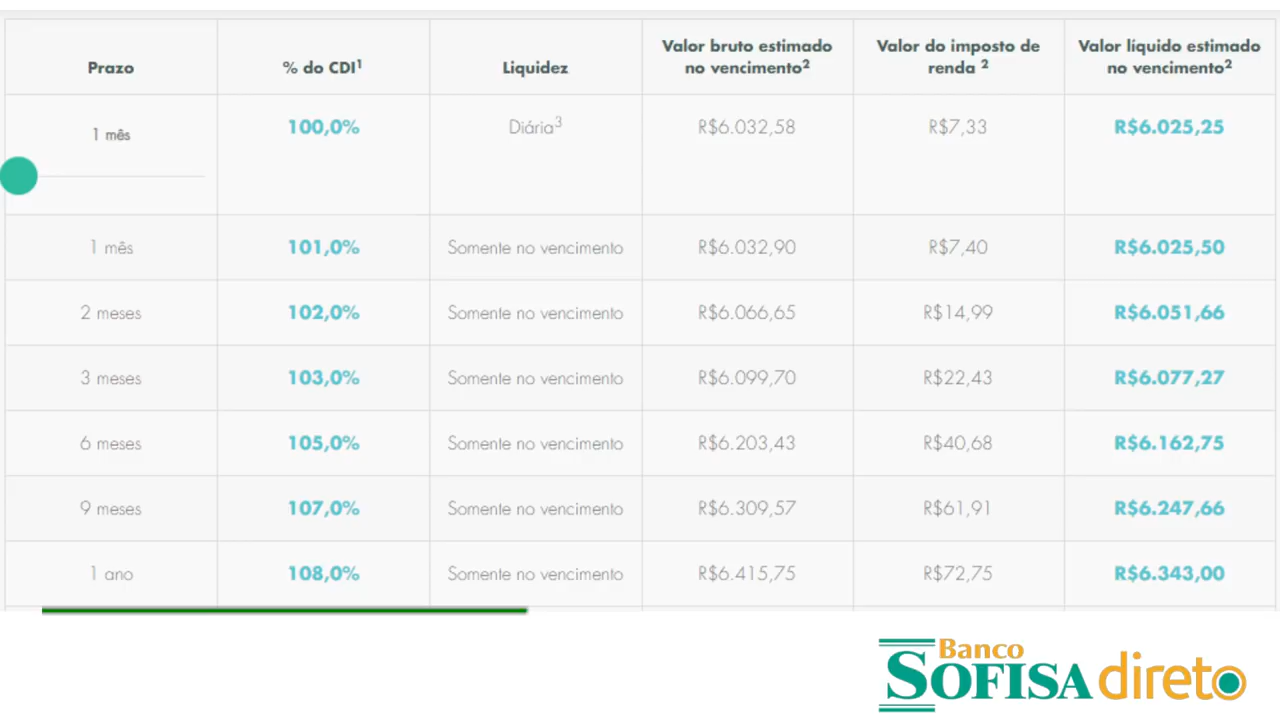 Prazo
% do CDI¹
Liquidez
Valor bruto estimado
no vencimento²
Valor do imposto de
renda ²
Valor líquido estimado
no vencimento²
1 mês
100,0%
Diária³
R$6.032,58
R$7,33
R$6.025,25
1 mês
101,0%
Somente no vencimento
R$6.032,90
R$7,40
R$6.025,50
2 meses
102,0%
Somente no vencimento
R$6.066,65
R$14,99
R$6.051,66
3 meses
103,0%
Somente no vencimento
R$6.099,70
R$22,43
R$6.077,27
6 meses
105,0%
Somente no vencimento
R$6.203,43
R$40,68
R$6.162,75
9 meses
107,0%
Somente no vencimento
R$6.309,57
R$61,91
R$6.247,66
1 ano
108,0%
Somente no vencimento
R$6.415,75
R$72,75
R$6.343,00
Banco
SOFISA direto